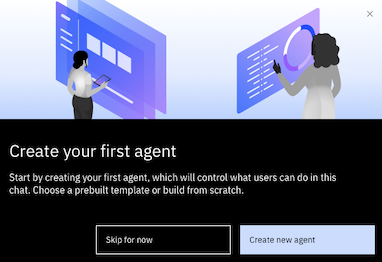 Create your first agent
Start by creating your first agent, which will control what users can do in this
chat. Choose a prebuilt template or build from scratch.
Skip for now
Create new agent